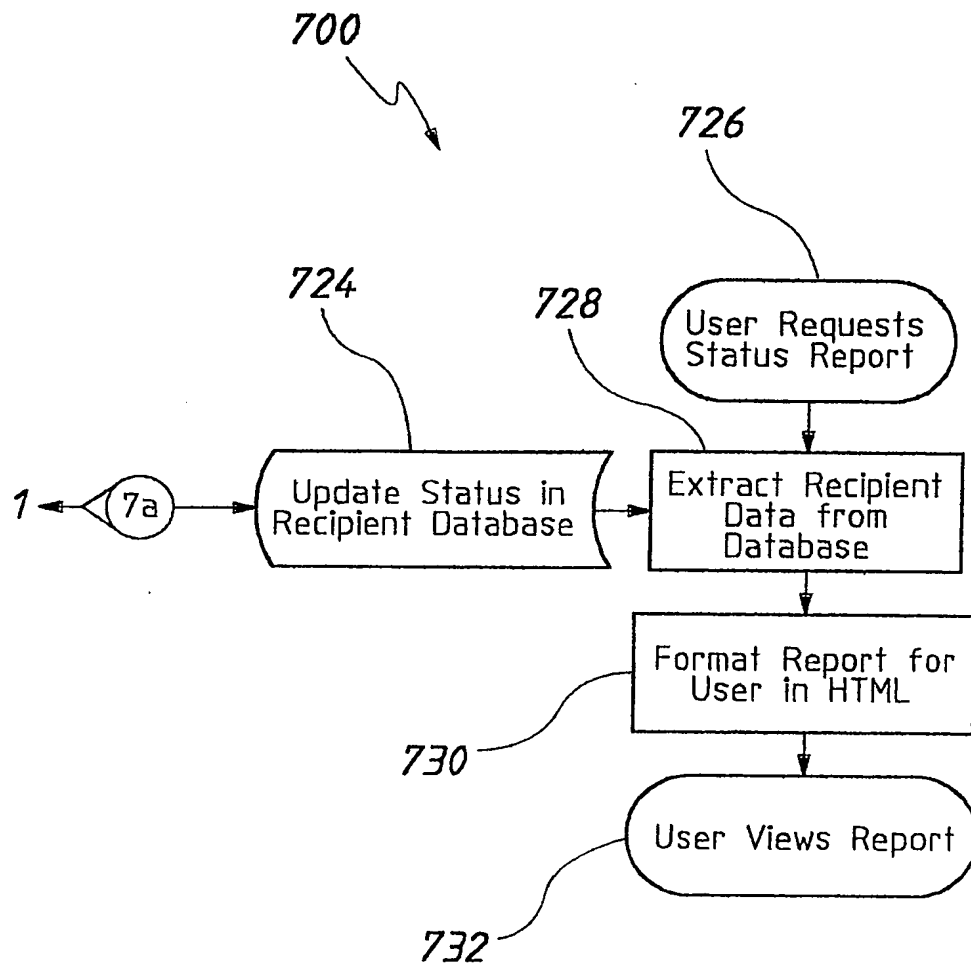 700
726
724
728
User Requests
Status Report
1
7a
Update Status in
Recipient Database
Extract Recipient
Data from
Database
Format Report for
User in HTML
730
User Views Report
732